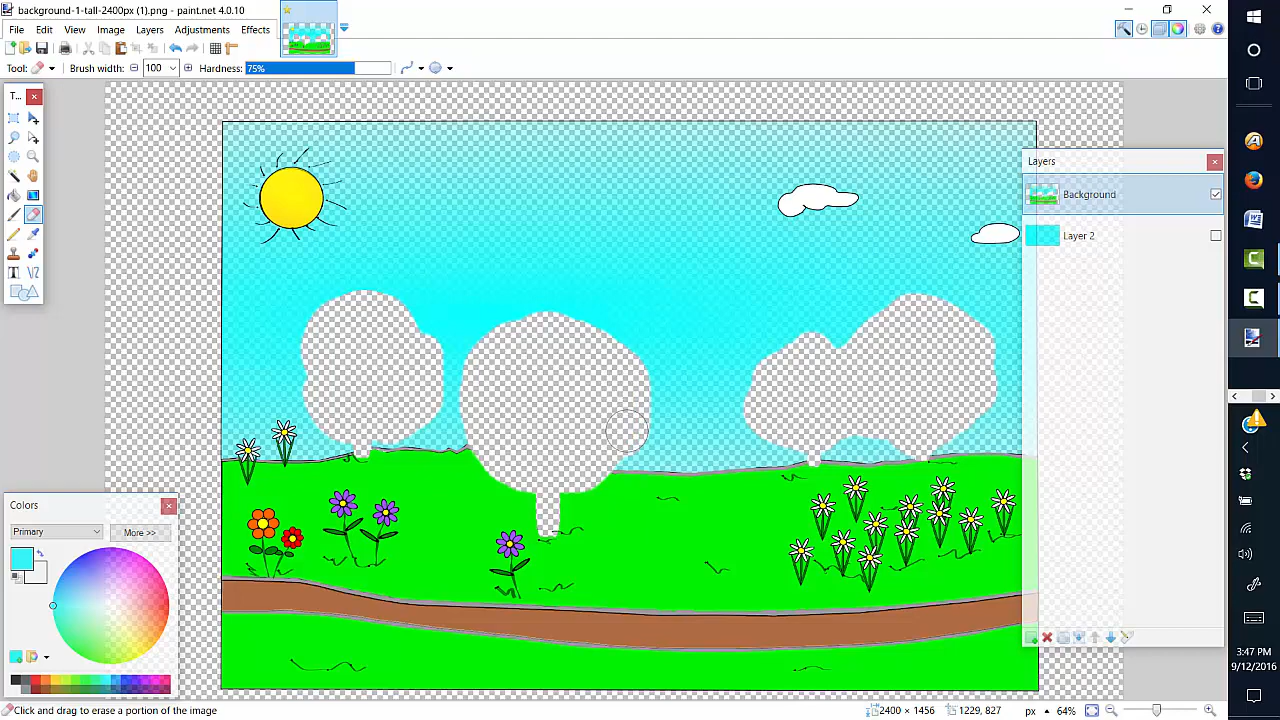 background-1-tall-2400px (1).png - paint.net 4.0.10
File Edit View Image Layers Adjustments Effects
Tool: Brush width: 100 Hardness: 75%
T...
Layers
Background
Layer 2
Colors
Primary More >>
Click and drag to erase a portion of the image
2400 × 1456 1229, 827 px 64%
3:47 PM
9/12/2016